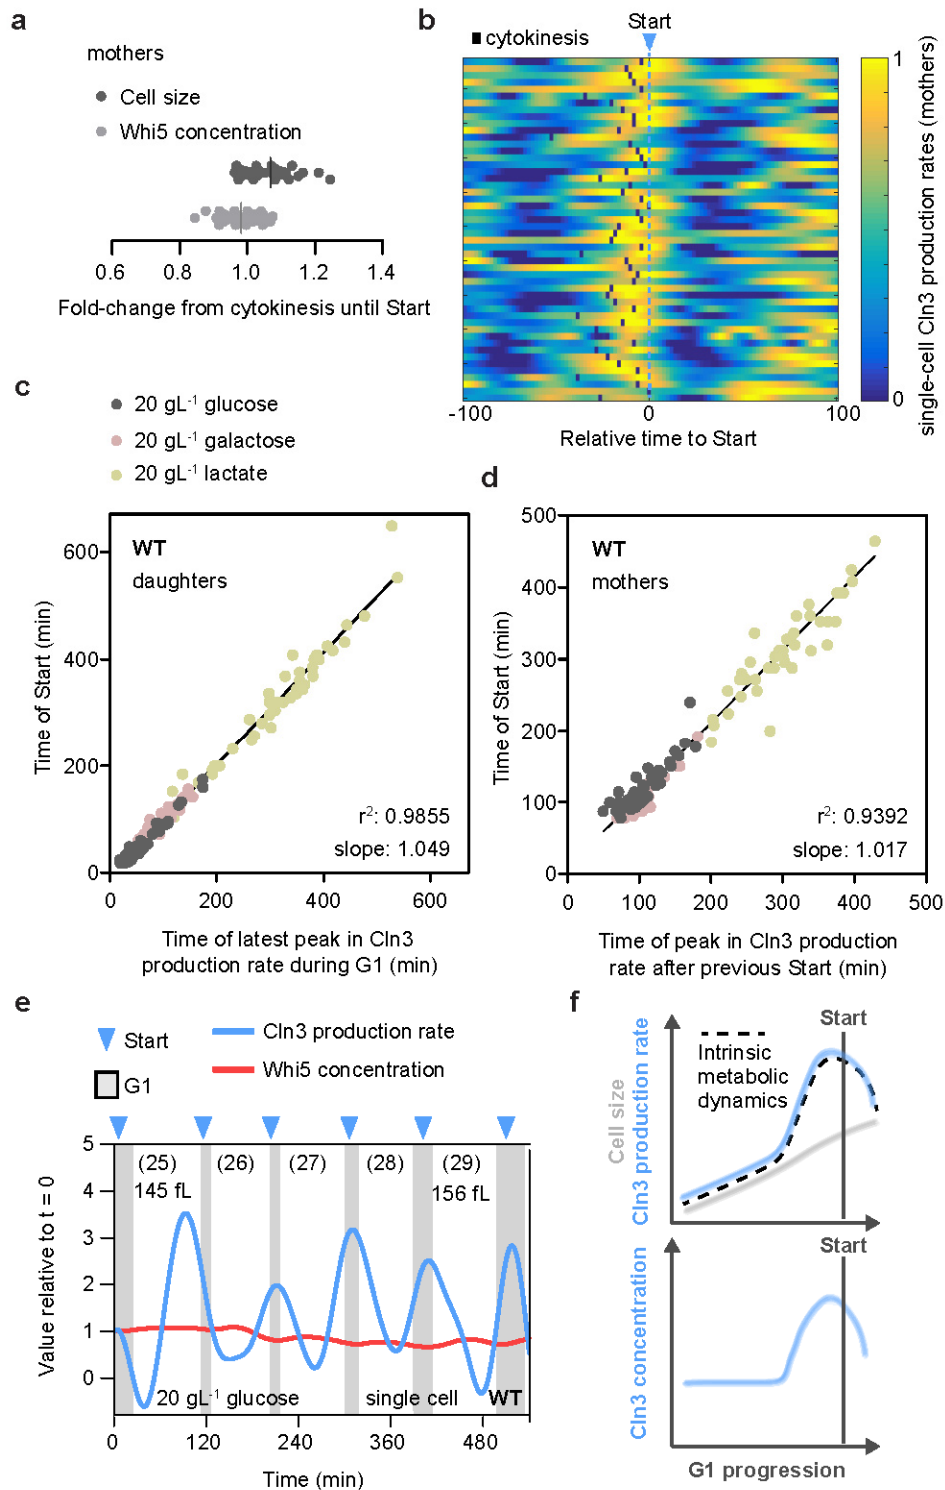 a
mothers
Cell size
Whi5 concentration
0.6 0.8 1.0 1.2 1.4
Fold-change from cytokinesis until Start
b
Start
cytokinesis
1
0
single-cell Cln3 production rates (mothers)
-100 0 100
Relative time to Start
c
20 gL-1 glucose
20 gL-1 galactose
20 gL-1 lactate
WT
daughters
600
400
200
0
Time of Start (min)
r2: 0.9855
slope: 1.049
0 200 400 600
Time of latest peak in Cln3
production rate during G1 (min)
d
WT
mothers
500
400
300
200
100
0
Time of Start (min)
r2: 0.9392
slope: 1.017
0 100 200 300 400 500
Time of peak in Cln3 production
rate after previous Start (min)
e
Start
G1
Cln3 production rate
Whi5 concentration
5
4
3
2
1
0
Value relative to t = 0
(25) (26) (27) (28) (29)
145 fL 156 fL
20 gL-1 glucose single cell WT
0 120 240 360 480
Time (min)
f
Start
Intrinsic
metabolic
dynamics
Cell size
Cln3 production rate
Start
Cln3 concentration
G1 progression